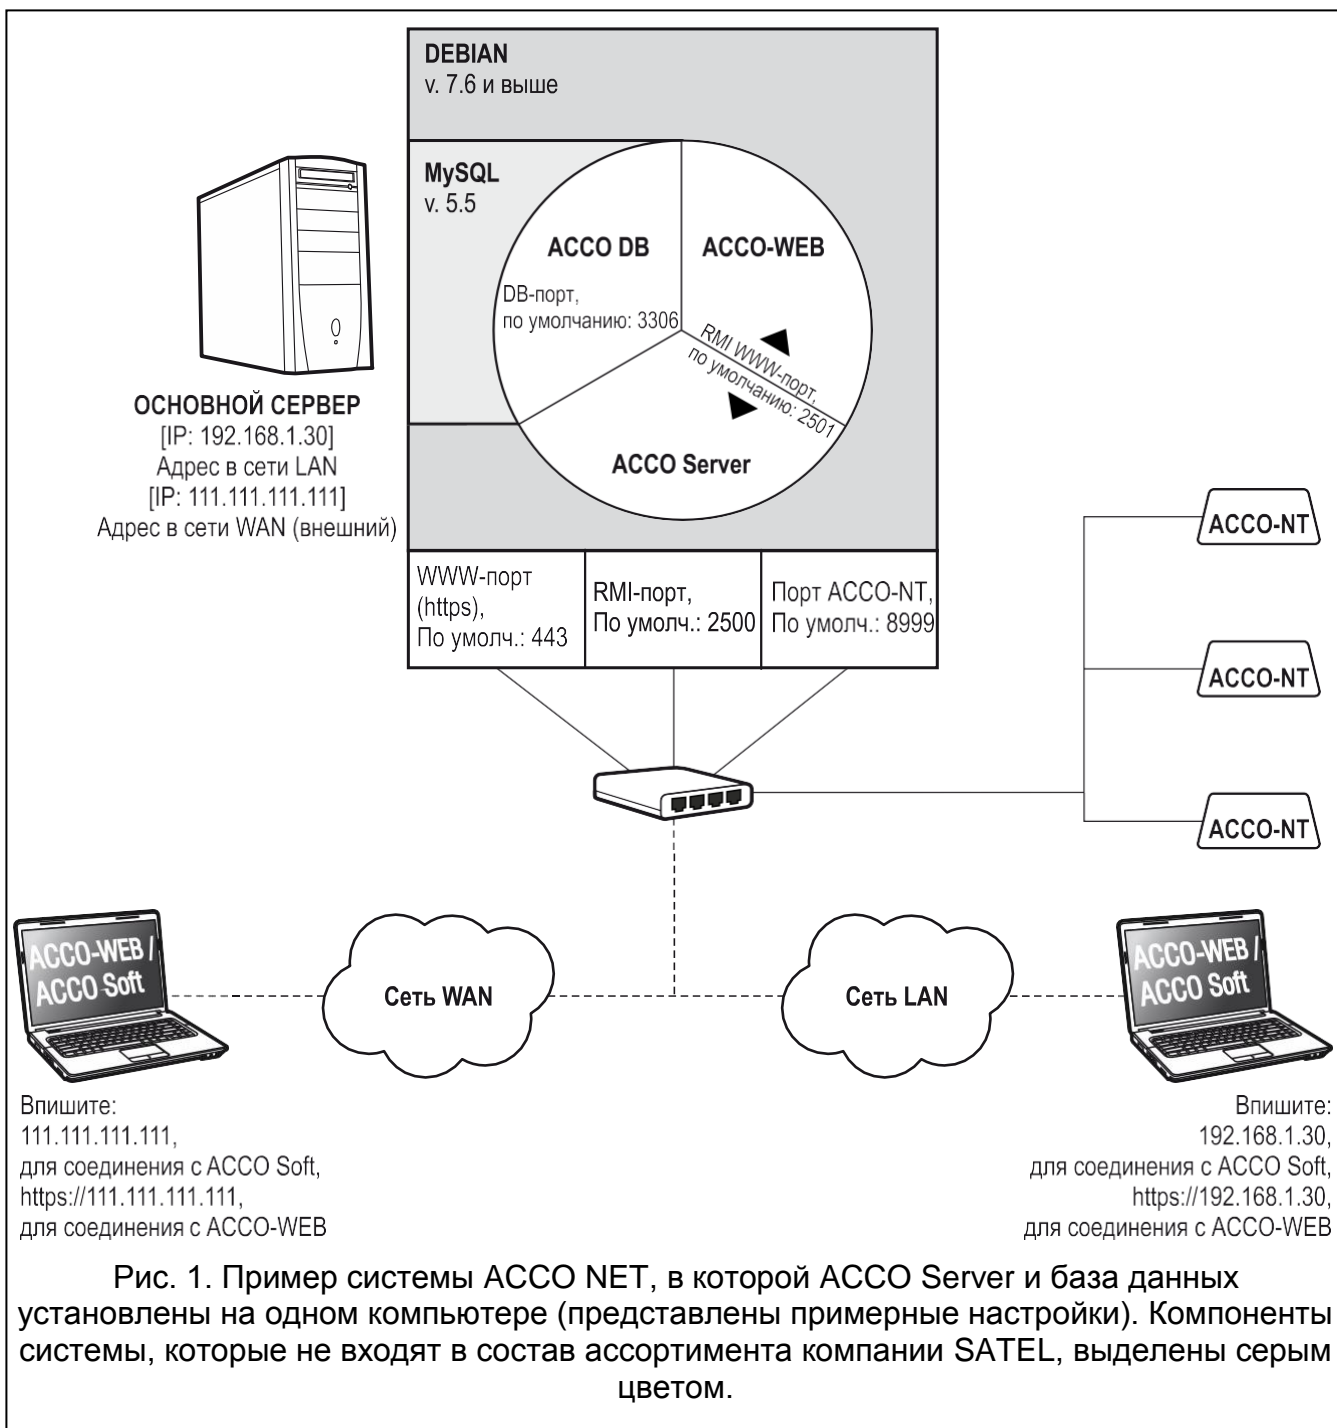 DEBIAN
v. 7.6 и выше
MySQL
v. 5.5
ACCO DB
ACCO-WEB
DB-порт,
по умолчанию: 3306
RMI WWW-порт,
по умолчанию: 2501
ACCO Server
ОСНОВНОЙ СЕРВЕР
[IP: 192.168.1.30]
Адрес в сети LAN
[IP: 111.111.111.111]
Адрес в сети WAN (внешний)
WWW-порт
(https),
По умолч.: 443
RMI-порт,
По умолч.: 2500
Порт ACCO-NT,
По умолч.: 8999
ACCO-NT
ACCO-NT
ACCO-NT
ACCO-WEB /
ACCO Soft
Сеть WAN
Сеть LAN
ACCO-WEB /
ACCO Soft
Впишите:
111.111.111.111,
для соединения с ACCO Soft,
https://111.111.111.111,
для соединения с ACCO-WEB
Впишите:
192.168.1.30,
для соединения с ACCO Soft,
https://192.168.1.30,
для соединения с ACCO-WEB
Рис. 1. Пример системы ACCO NET, в которой ACCO Server и база данных
установлены на одном компьютере (представлены примерные настройки). Компоненты
системы, которые не входят в состав ассортимента компании SATEL, выделены серым
цветом.